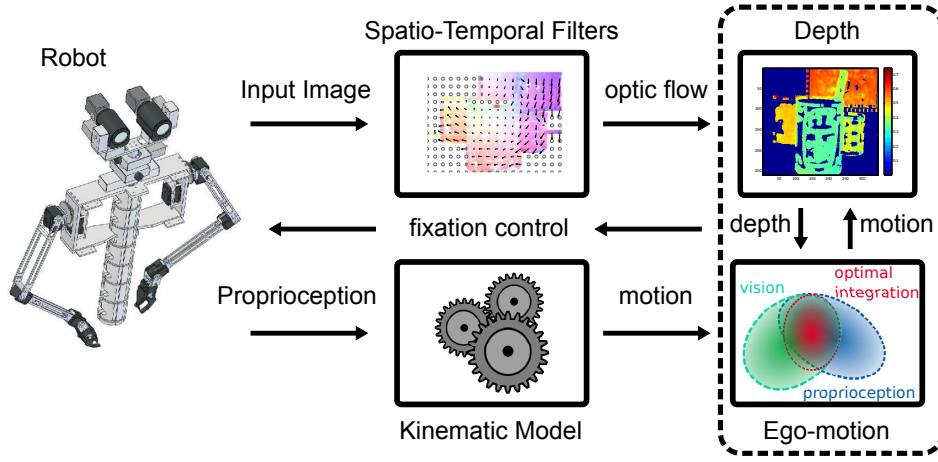 Robot
Spatio-Temporal Filters
Depth
Input Image
optic flow
depth
motion
fixation control
Proprioception
motion
vision
optimal
integration
proprioception
Kinematic Model
Ego-motion